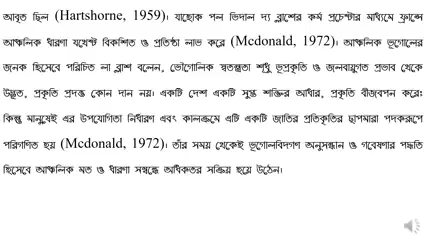 আবৃত ছিল (Hartshorne, 1959)। যাহোক পল ভিদাল দ্য ব্লাশের কর্ম প্রচেস্টার মাধ্যমে ফ্রান্সে
আঞ্চলিক ধারণা যথেস্ট বিকশিত ও প্রতিষ্ঠা লাভ করে (Mcdonald, 1972)। আঞ্চলিক ভূগোলের
জনক হিসেবে পরিচিত লা ব্লাশ বলেন, ভৌগোলিক স্বতন্ত্রতা শুধু ভূপ্রকৃতি ও জলবায়ুগত প্রভাব থেকে
উদ্ভূত, প্রকৃতি প্রদত্ত কোন দান নয়। একটি দেশ একটি সুপ্ত শক্তির আধার, প্রকৃতি বীজবপন করে:
কিন্তু মানুষেই এর উপযোগিতা নির্ধারণ এবং কালক্রমে এটি একটি জাতির প্রতিকৃতির ছাপমারা পদকরূপে
পরিগণিত হয় (Mcdonald, 1972)। তাঁর সময় থেকেই ভূগোলবিদগণ অনুসন্ধান ও গবেষণার পদ্ধতি
হিসেবে আঞ্চলিক মত ও ধারণা সম্বন্ধে অধিকতর সক্রিয় হয়ে উঠেন।